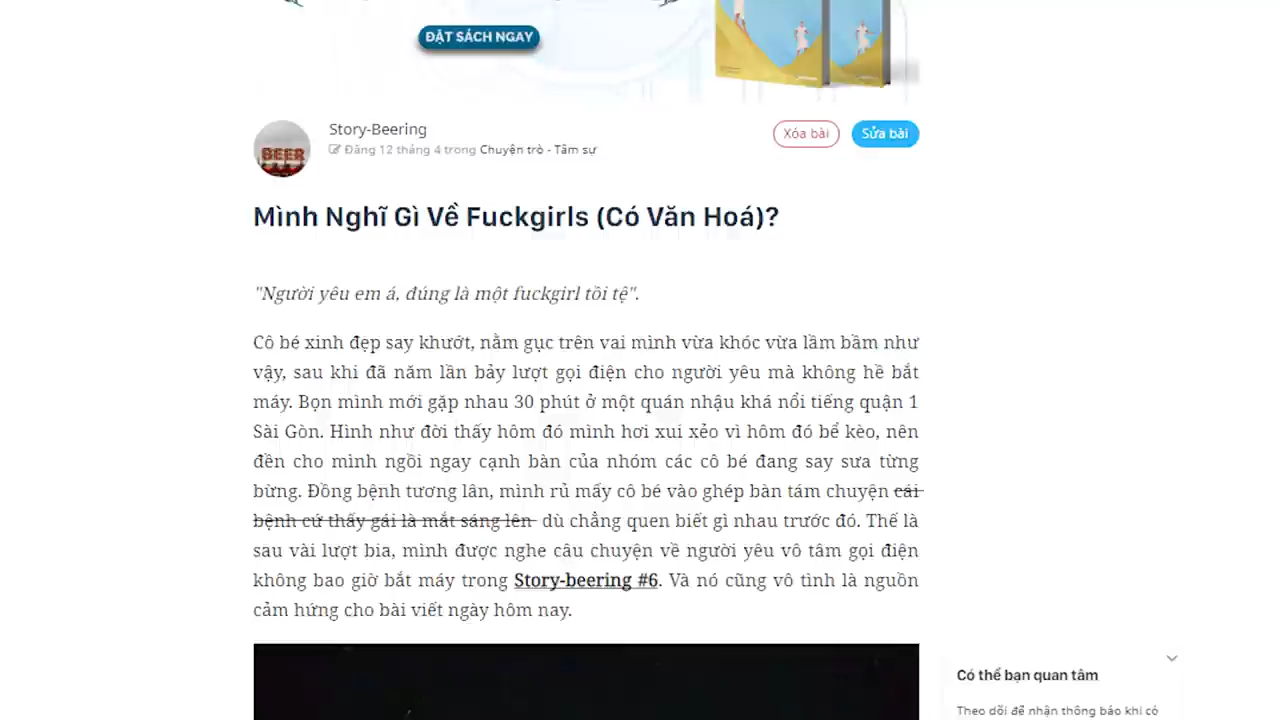 ĐẶT SÁCH NGAY
BEER
Story-Beering
Đăng 12 tháng 4 trong Chuyện trò - Tâm sự
Xóa bài
Sửa bài
Mình Nghĩ Gì Về Fuckgirls (Có Văn Hoá)?
"Người yêu em á, đúng là một fuckgirl tồi tệ".
Cô bé xinh đẹp say khướt, nằm gục trên vai mình vừa khóc vừa lầm bầm như
vậy, sau khi đã năm lần bảy lượt gọi điện cho người yêu mà không hề bắt
máy. Bọn mình mới gặp nhau 30 phút ở một quán nhậu khá nổi tiếng quận 1
Sài Gòn. Hình như đời thấy hôm đó mình hơi xui xẻo vì hôm đó bể kèo, nên
đền cho mình ngồi ngay cạnh bàn của nhóm các cô bé đang say sưa từng
bừng. Đồng bệnh tương lân, mình rủ mấy cô bé vào ghép bàn tám chuyện cái
bệnh cứ thấy gái là mắt sáng lên dù chẳng quen biết gì nhau trước đó. Thế là
sau vài lượt bia, mình được nghe câu chuyện về người yêu vô tâm gọi điện
không bao giờ bắt máy trong Story-beering #6. Và nó cũng vô tình là nguồn
cảm hứng cho bài viết ngày hôm nay.
Có thể bạn quan tâm
Theo dõi để nhận thông báo khi có